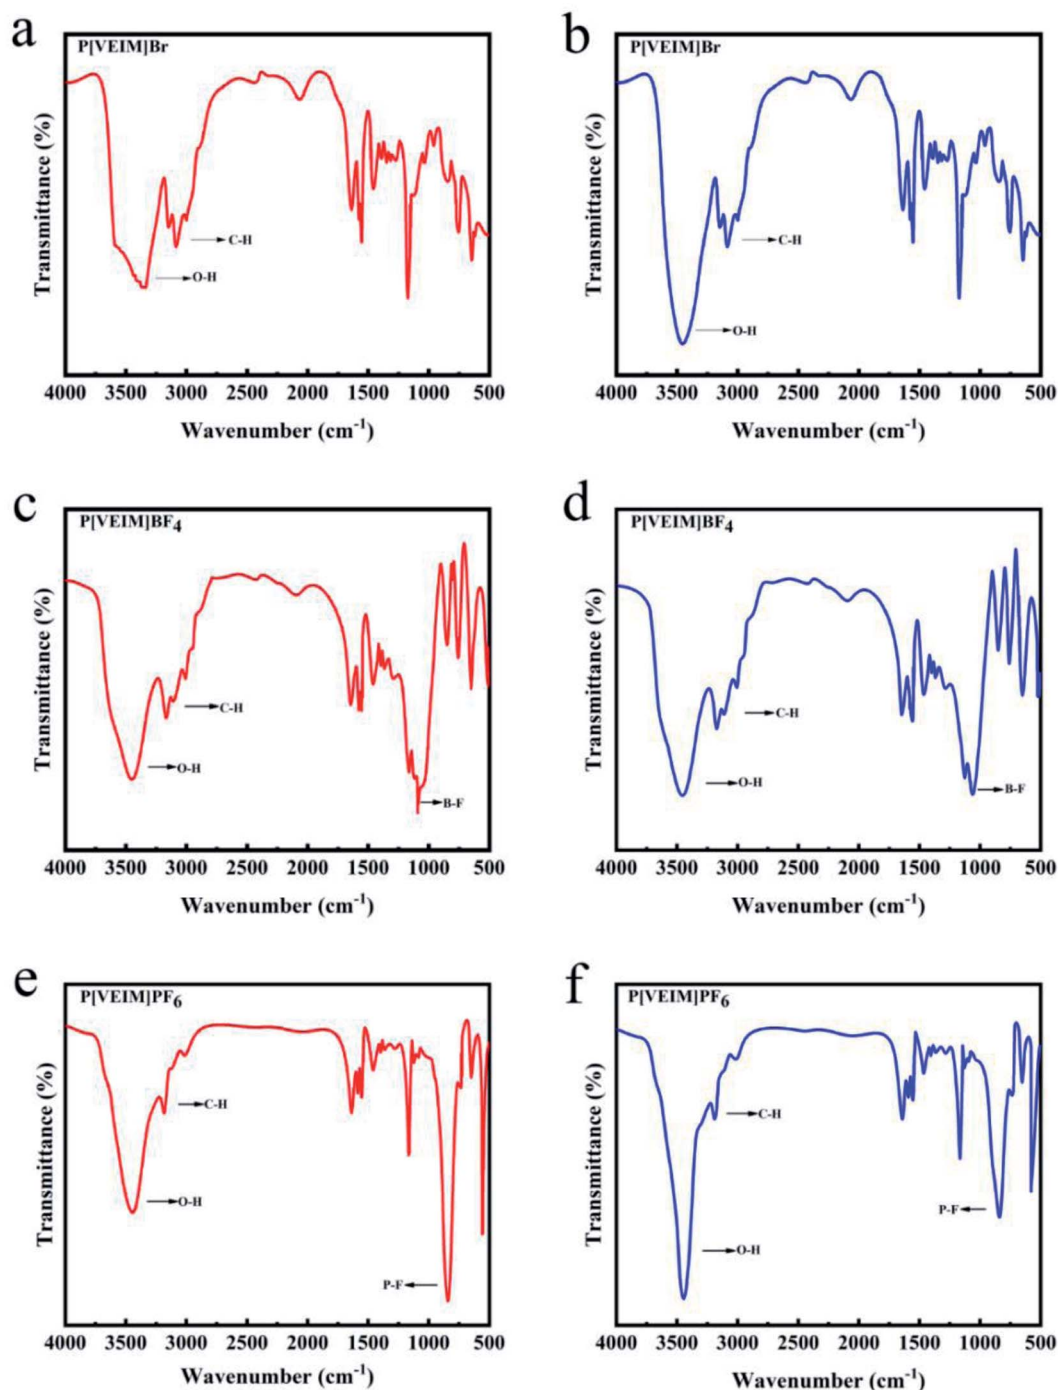 a
P[VEIM]Br
Transmittance (%)
C-H
O-H
4000 3500 3000 2500 2000 1500 1000 500
Wavenumber (cm⁻¹)
b
P[VEIM]Br
Transmittance (%)
C-H
O-H
4000 3500 3000 2500 2000 1500 1000 500
Wavenumber (cm⁻¹)
c
P[VEIM]BF₄
Transmittance (%)
C-H
O-H
B-F
4000 3500 3000 2500 2000 1500 1000 500
Wavenumber (cm⁻¹)
d
P[VEIM]BF₄
Transmittance (%)
C-H
O-H
B-F
4000 3500 3000 2500 2000 1500 1000 500
Wavenumber (cm⁻¹)
e
P[VEIM]PF₆
Transmittance (%)
C-H
O-H
P-F
4000 3500 3000 2500 2000 1500 1000 500
Wavenumber (cm⁻¹)
f
P[VEIM]PF₆
Transmittance (%)
C-H
P-F
O-H
4000 3500 3000 2500 2000 1500 1000 500
Wavenumber (cm⁻¹)